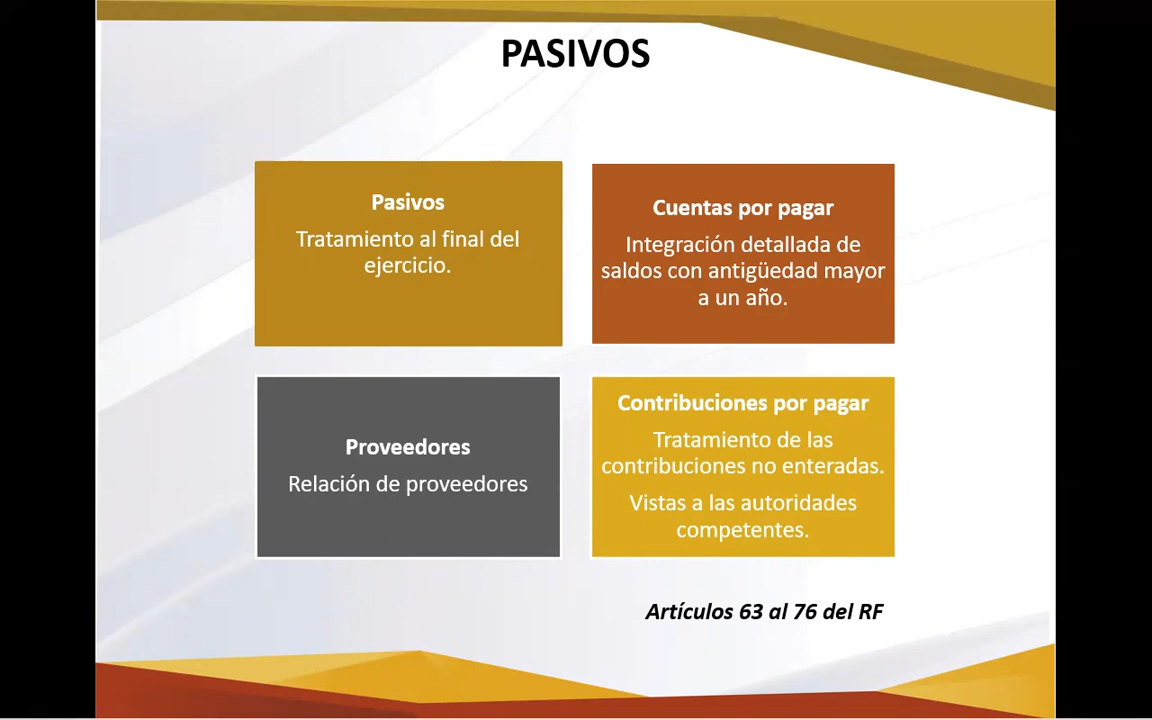 PASIVOS
Pasivos
Tratamiento al final del
ejercicio.
Cuentas por pagar
Integración detallada de
saldos con antigüedad mayor
a un año.
Proveedores
Relación de proveedores
Contribuciones por pagar
Tratamiento de las
contribuciones no enteradas.
Vistas a las autoridades
competentes.
Artículos 63 al 76 del RF